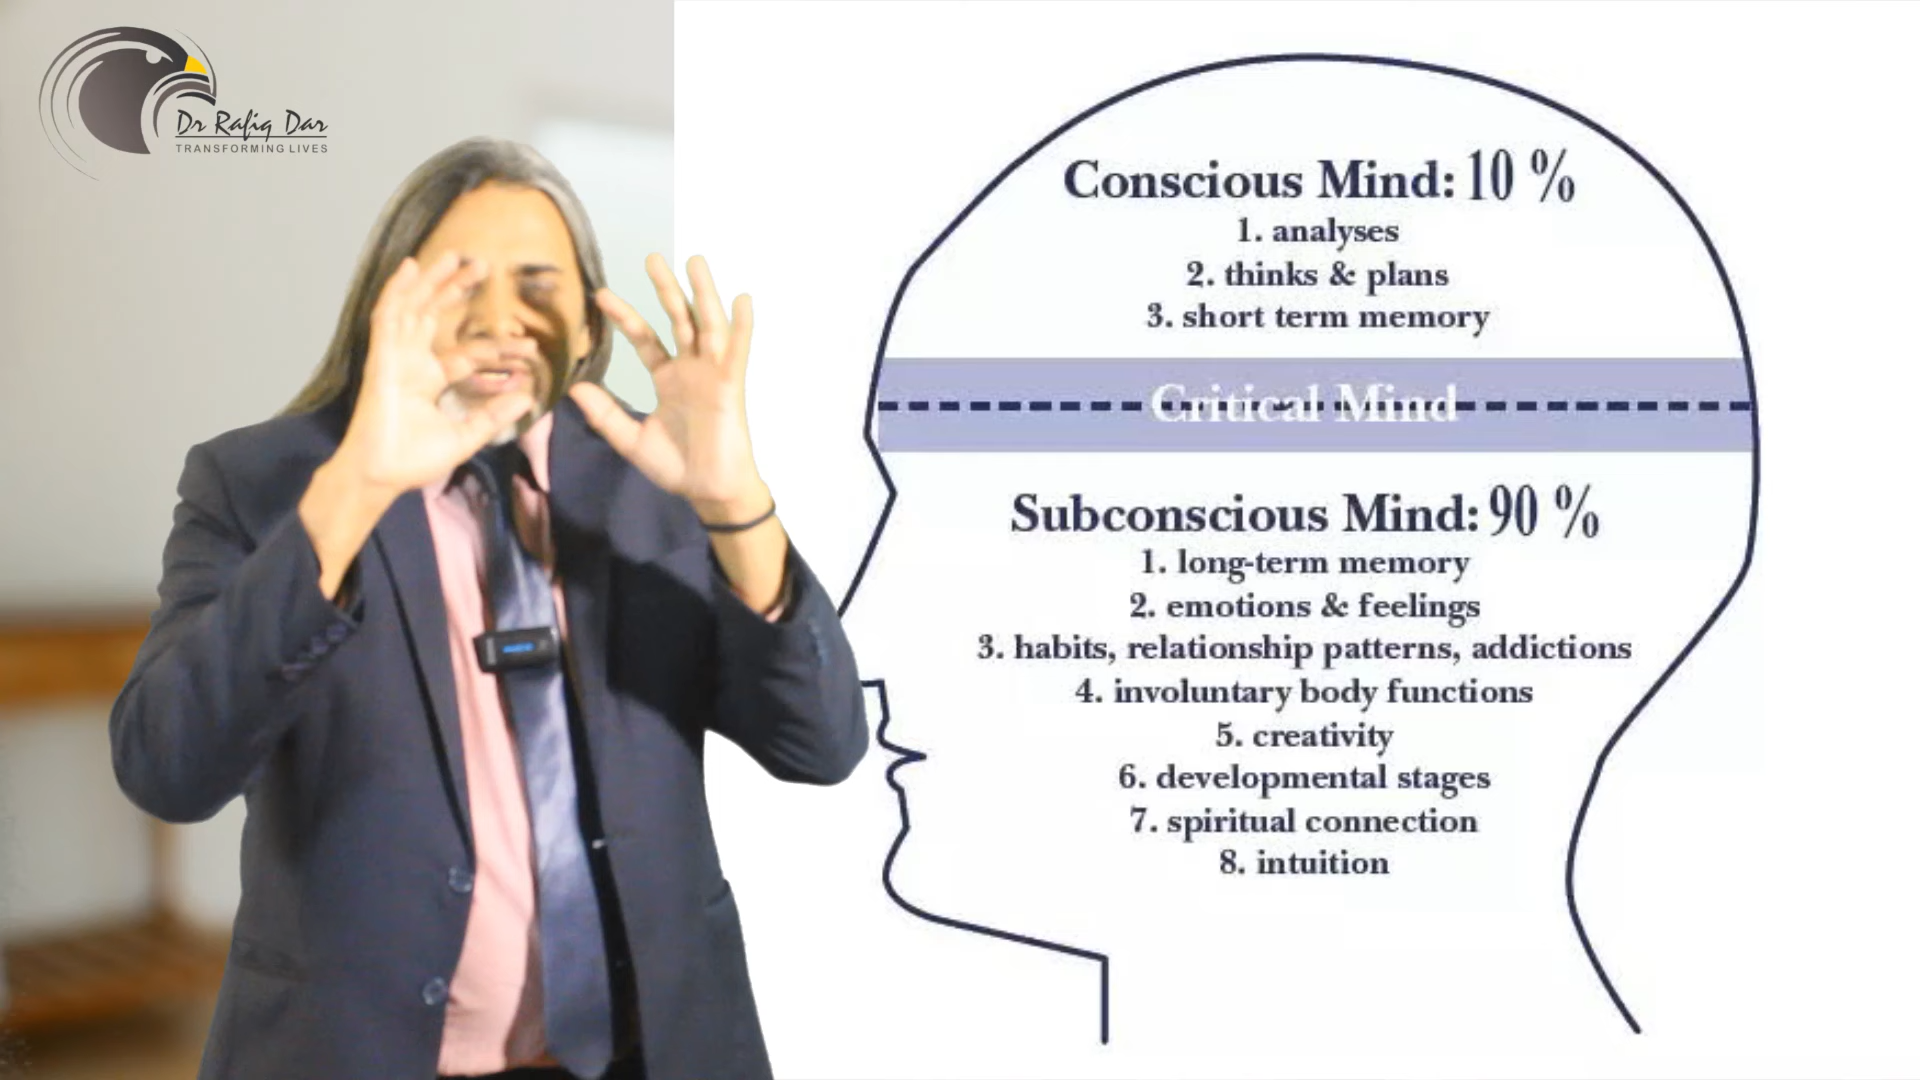 Dr Rafiq Dar
TRANSFORMING LIVES
Conscious Mind: 10 %
1. analyses
2. thinks & plans
3. short term memory
Critical Mind
Subconscious Mind: 90 %
1. long-term memory
2. emotions & feelings
3. habits, relationship patterns, addictions
4. involuntary body functions
5. creativity
6. developmental stages
7. spiritual connection
8. intuition